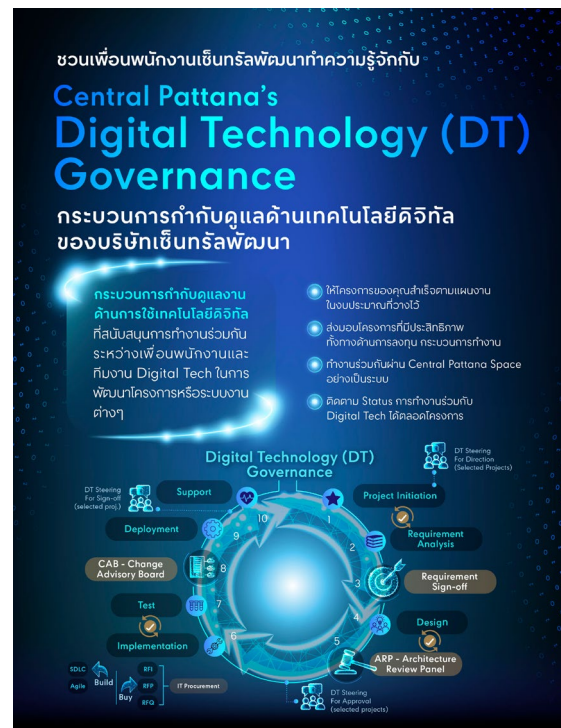 ชวนเพื่อนพนักงานเซ็นทรัลพัฒนาทำความรู้จักกับ
Central Pattana's
Digital Technology (DT)
Governance
กระบวนการกำกับดูแลด้านเทคโนโลยีดิจิทัล
ของบริษัทเซ็นทรัลพัฒนา
กระบวนการกำกับดูแลงาน
ด้านการใช้เทคโนโลยีดิจิทัล
ที่สนับสนุนการทำงานร่วมกัน
ระหว่างเพื่อนพนักงานและ
ทีมงาน Digital Tech ในการ
พัฒนาโครงการหรือระบบงาน
ต่างๆ
ให้โครงการของคุณสำเร็จตามแผนงาน
ในงบประมาณที่วางไว้
ส่งมอบโครงการที่มีประสิทธิภาพ
ทั้งทางด้านการลงทุน กระบวนการทำงาน
ทำงานร่วมกันผ่าน Central Pattana Space
อย่างเป็นระบบ
ติดตาม Status การทำงานร่วมกับ
Digital Tech ได้ตลอดโครงการ
Digital Technology (DT)
Governance
DT Steering
For Direction
(Selected Projects)
1
Project Initiation
2
Requirement
Analysis
3
Requirement
Sign-off
4
Design
5
ARP - Architecture
Review Panel
DT Steering
For Approval
(selected projects)
6
Implementation
SDLC
Agile
Build
Buy
RFI
RFP
RFQ
IT Procurement
7
Test
8
CAB - Change
Advisory Board
9
Deployment
10
Support
DT Steering
For Sign-off
(selected proj.)